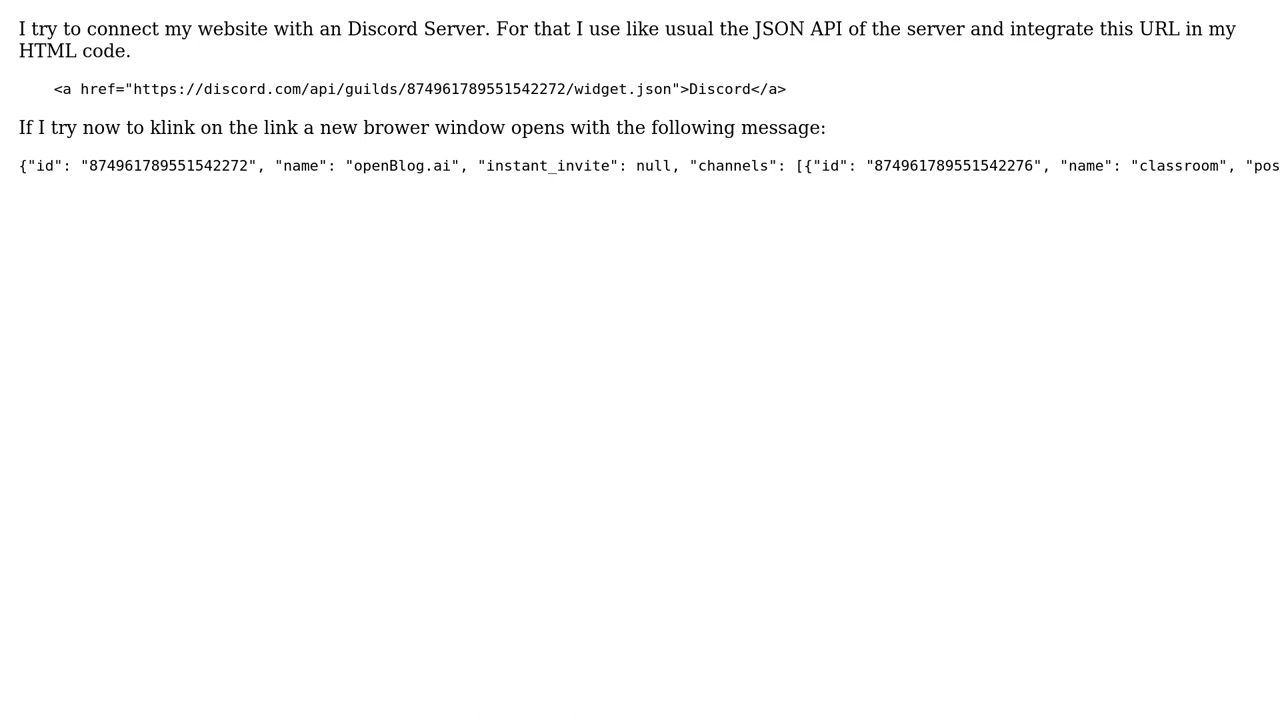 I try to connect my website with an Discord Server. For that I use like usual the JSON API of the server and integrate this URL in my
HTML code.
<a href="https://discord.com/api/guilds/874961789551542272/widget.json">Discord</a>
If I try now to klink on the link a new brower window opens with the following message:
{"id": "874961789551542272", "name": "openBlog.ai", "instant_invite": null, "channels": [{"id": "874961789551542276", "name": "classroom", "pos